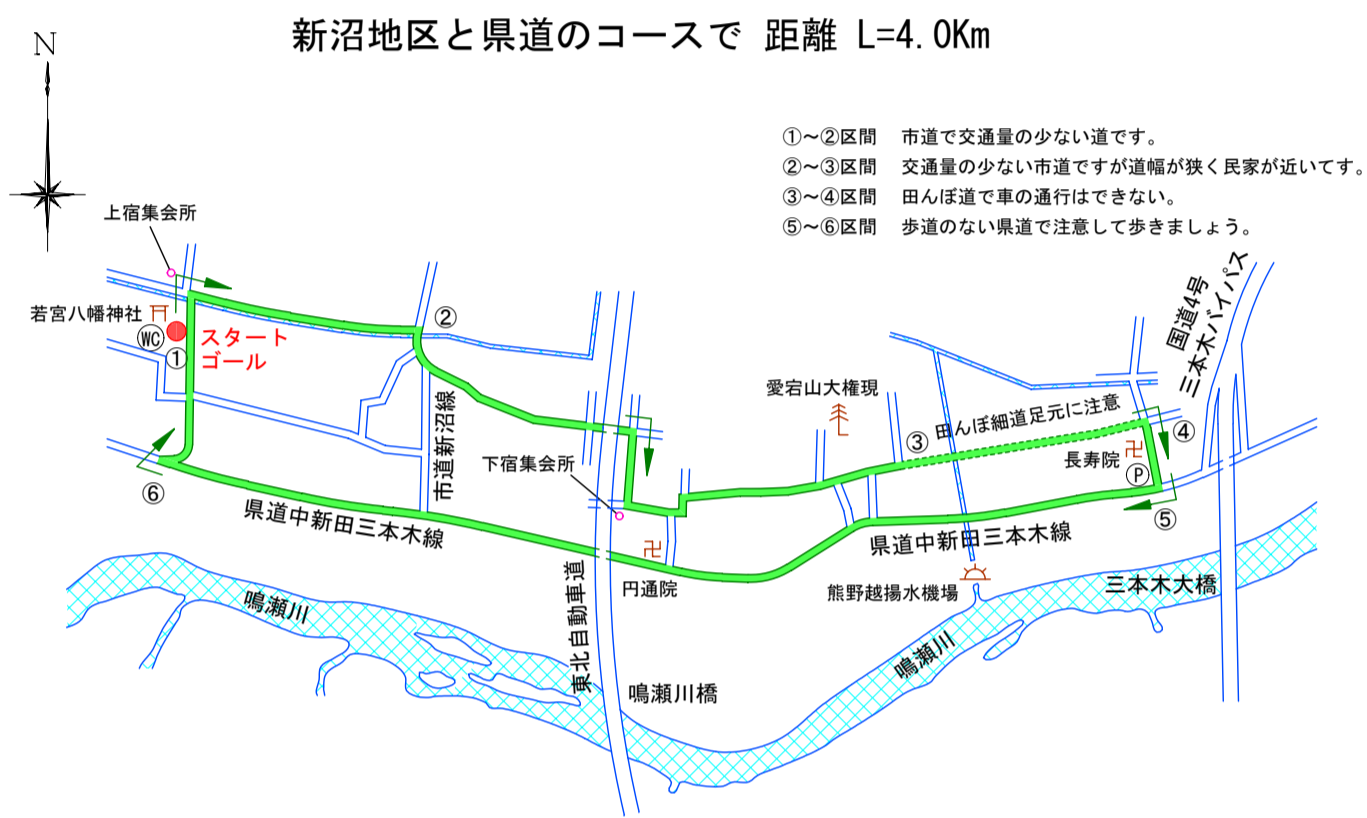 新沼地区と県道のコースで 距離 L=4.0Km
N
①～②区間 市道で交通量の少ない道です。
②～③区間 交通量の少ない市道ですが道幅が狭く民家が近いてす。
③～④区間 田んぼ道で車の通行はできない。
⑤～⑥区間 歩道のない県道で注意して歩きましょう。
上宿集会所
若宮八幡神社
WC
①
スタート
ゴール
②
市道新沼線
国道4号
三本木バイパス
愛宕山大権現
③
田んぼ細道足元に注意
④
長寿院
P
⑤
下宿集会所
⑥
県道中新田三本木線
県道中新田三本木線
円通院
東北自動車道
熊野越揚水機場
三本木大橋
鳴瀬川
鳴瀬川
鳴瀬川橋